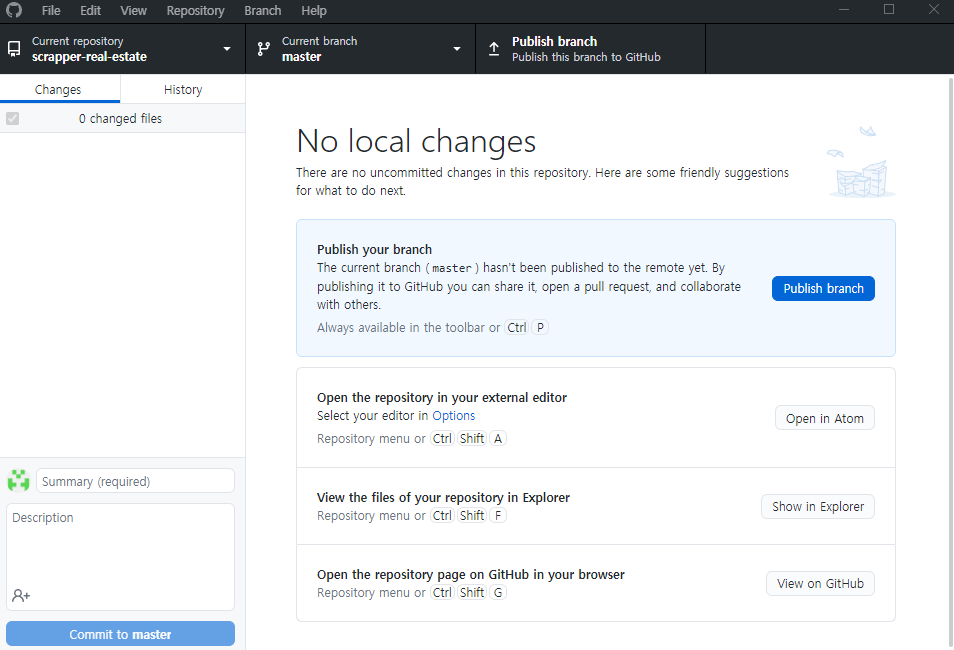 File Edit View Repository Branch Help
Current repository
scrapper-real-estate
Current branch
master
Publish branch
Publish this branch to GitHub
Changes
History
0 changed files
No local changes
There are no uncommitted changes in this repository. Here are some friendly suggestions
for what to do next.
Publish your branch
The current branch (master) hasn't been published to the remote yet. By
publishing it to GitHub you can share it, open a pull request, and collaborate
with others.
Always available in the toolbar or Ctrl P
Publish branch
Open the repository in your external editor
Select your editor in Options
Repository menu or Ctrl Shift A
Open in Atom
View the files of your repository in Explorer
Repository menu or Ctrl Shift F
Show in Explorer
Open the repository page on GitHub in your browser
Repository menu or Ctrl Shift G
View on GitHub
Summary (required)
Description
Commit to master